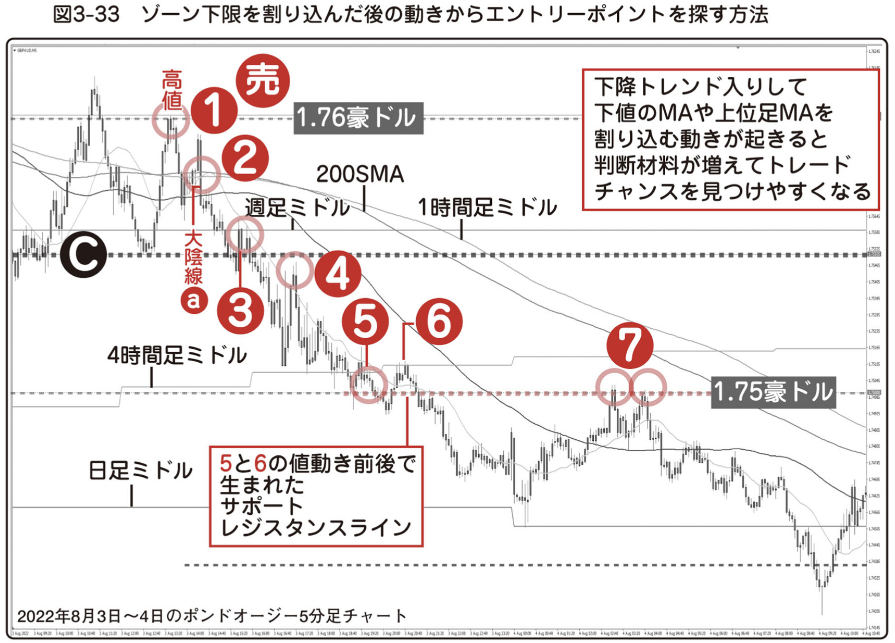 図3-33 ゾーン下限を割り込んだ後の動きからエントリーポイントを探す方法
高値
1
売
1.76豪ドル
下降トレンド入りして
下値のMAや上位足MAを
割り込む動きが起きると
判断材料が増えてトレード
チャンスを見つけやすくなる
2
200SMA
週足ミドル
1時間足ミドル
C
大陰線
a
3
4
5
6
7
4時間足ミドル
1.75豪ドル
日足ミドル
5と6の値動き前後で
生まれた
サポート
レジスタンスライン
2022年8月3日〜4日のポンドオージー5分足チャート